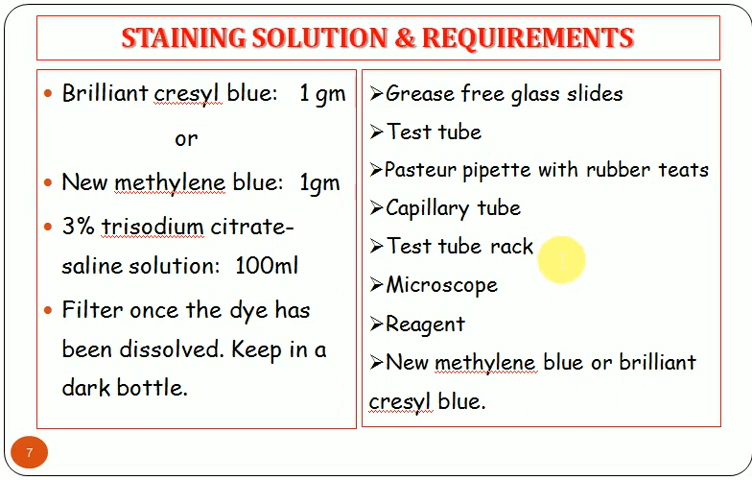 STAINING SOLUTION & REQUIREMENTS
• Brilliant cresyl blue: 1 gm
or
• New methylene blue: 1gm
• 3% trisodium citrate-
saline solution: 100ml
• Filter once the dye has
been dissolved. Keep in a
dark bottle.
➢Grease free glass slides
➢Test tube
➢Pasteur pipette with rubber teats
➢Capillary tube
➢Test tube rack
➢Microscope
➢Reagent
➢New methylene blue or brilliant
cresyl blue.
7